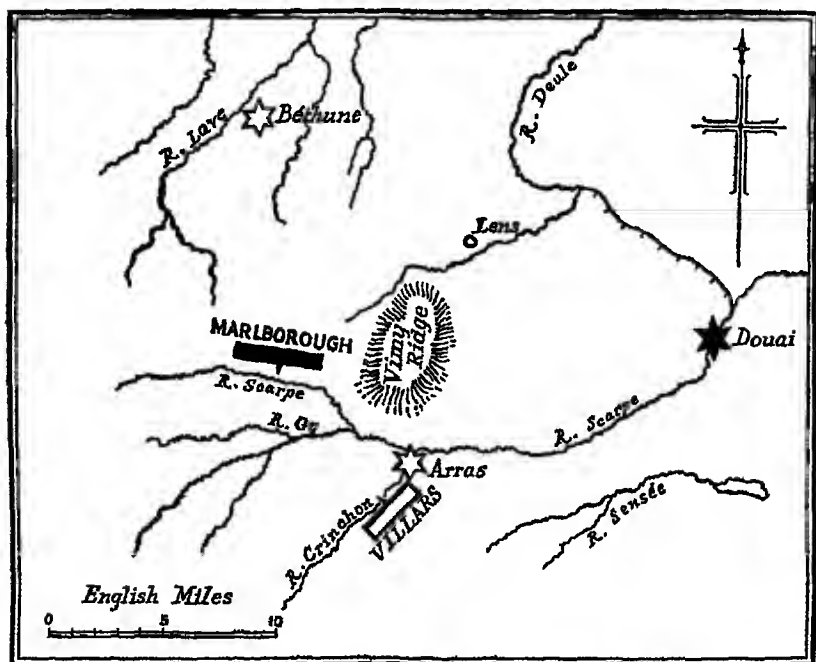 R. Deule
Béthune
R. Lave
Lens
MARLBOROUGH
Vimy
Ridge
Douai
R. Scarpe
R. Gy
R. Scarpe
Arras
R. Crinchon
VILLARS
R. Sensée
English Miles
0 5 10